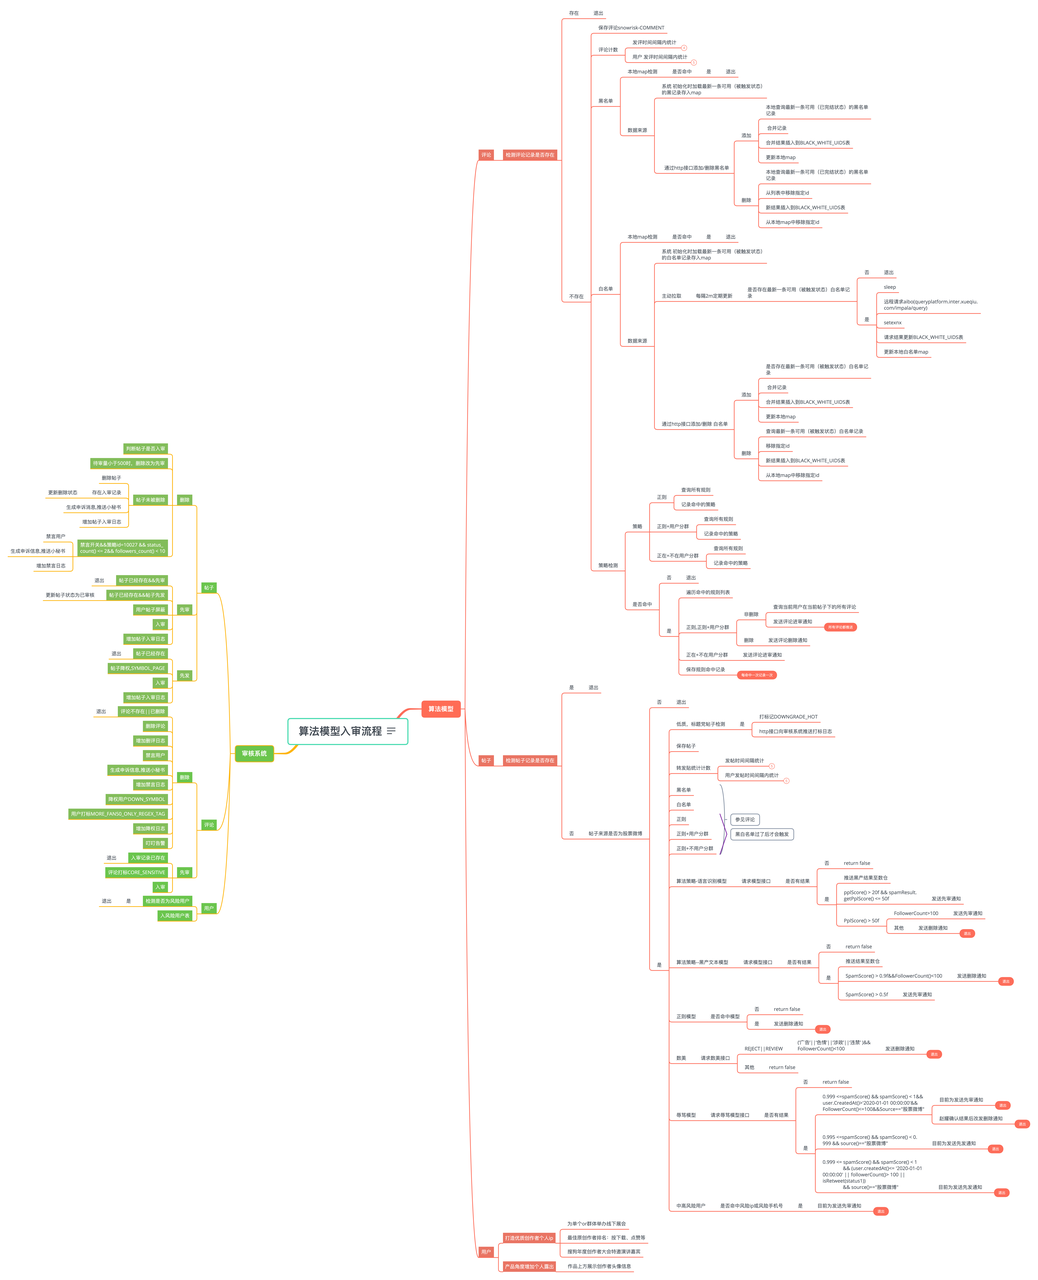 算法模型入审流程
算法模型
评论
检测评论记录是否存在
存在
退出
不存在
保存评论snowrisk-COMMENT
评论计数
发评时间间隔内统计
用户 发评时间间隔内统计
黑名单
本地map检测
是否命中
是
退出
数据来源
系统 初始化时加载最新一条可用（被触发状态）
的黑记录存入map
通过http接口添加/删除黑名单
添加
本地查询最新一条可用（已完结状态）的黑名单
记录
合并记录
合并结果插入到BLACK_WHITE_UIDS表
更新本地map
删除
本地查询最新一条可用（已完结状态）的黑名单
记录
从列表中移除指定id
新结果插入到BLACK_WHITE_UIDS表
从本地map中移除指定id
白名单
本地map检测
是否命中
是
退出
数据来源
系统 初始化时加载最新一条可用（被触发状态）
的白名单记录存入map
主动拉取
每隔2m定期更新
是否存在最新一条可用（被触发状态）白名单记
录
否
退出
是
sleep
远程请求aibo(queryplatform.inter.xueqiu.
com/impala/query)
setexnx
请求结果更新BLACK_WHITE_UIDS表
更新本地白名单map
通过http接口添加/删除 白名单
添加
是否存在最新一条可用（被触发状态）白名单记
录
合并记录
合并结果插入到BLACK_WHITE_UIDS表
更新本地map
删除
查询最新一条可用（被触发状态）白名单记录
移除指定id
新结果插入到BLACK_WHITE_UIDS表
从本地map中移除指定id
策略检测
策略
正则
查询所有规则
记录命中的策略
正则+用户分群
查询所有规则
记录命中的策略
正在+不在用户分群
查询所有规则
记录命中的策略
是否命中
否
退出
是
遍历命中的规则列表
正则,正则+用户分群
非删除
查询当前用户在当前帖子下的所有评论
发送评论进审通知
删除
发送评论删除通知
正在+不在用户分群
发送评论进审通知
保存规则命中记录
帖子
检测帖子记录是否存在
是
退出
否
帖子来源是否为股票微博
否
退出
是
低质、标题党帖子检测
是
打标记DOWNGRADE_HOT
http接口向审核系统推送打标日志
保存帖子
转发贴统计计数
发帖时间间隔统计
用户发帖时间间隔内统计
黑名单
白名单
正则
正则+用户分群
正则+不用户分群
参见评论
黑白名单过了后才会触发
算法策略-语言识别模型
请求模型接口
是否有结果
否
return false
是
推送黑产结果至数仓
pplScore() > 20f && spamResult.
getPplScore() <= 50f
发送先审通知
PplScore() > 50f
FollowerCount>100
发送先审通知
其他
发送删除通知
退出
算法策略--黑产文本模型
请求模型接口
是否有结果
否
return false
是
推送结果至数仓
SpamScore() > 0.9f&&FollowerCount()<100
发送删除通知
退出
SpamScore() > 0.5f
发送先审通知
正则模型
是否命中模型
否
return false
是
发送删除通知
退出
数美
请求数美接口
REJECT||REVIEW
('广告'||'色情'||'涉政'||'违禁' )&&
FollowerCount()<100
发送删除通知
退出
其他
return false
辱骂模型
请求辱骂模型接口
是否有结果
否
return false
是
0.999 <=spamScore() && spamScore() < 1&&
user.CreatedAt()>'2020-01-01 00:00:00'&&
FollowerCount()<=100&&Source=="股票微博"
目前为发送先审通知
退出
赵耀确认结果后改发删除通知
退出
0.995 <=spamScore() && spamScore() < 0.
999 && source()=="股票微博"
目前为发送先发通知
退出
0.999 <= spamScore() && spamScore() < 1
&& (user.createdAt()<= '2020-01-01
00:00:00' || followerCount()> 100 ||
isRetweet(status1))
&& source()=="股票微博"
目前为发送先发通知
退出
中高风险用户
是否命中风险ip或风险手机号
是
目前为发送先审通知
退出
用户
打造优质创作者个人ip
为单个or群体举办线下展会
最佳原创作者排名：按下载、点赞等
搜狗年度创作者大会特邀演讲嘉宾
产品角度增加个人露出
作品上方展示创作者头像信息
审核系统
帖子
删除
判断帖子是否入审
待审量小于500时，删除改为先审
帖子未被删除
删除帖子
存在入审记录
更新删除状态
生成申诉消息,推送小秘书
增加帖子入审日志
禁言开关&&策略id=10027 && status_
count() <= 2&& followers_count() < 10
禁言用户
生成申诉信息,推送小秘书
增加禁言日志
先审
帖子已经存在&&先审
退出
帖子已经存在&&帖子先发
更新帖子状态为已审核
用户帖子屏蔽
入审
增加帖子入审日志
先发
帖子已经存在
退出
帖子降权,SYMBOL_PAGE
入审
增加帖子入审日志
评论
删除
评论不存在||已删除
退出
删除评论
增加删评日志
禁言用户
生成申诉信息,推送小秘书
增加禁言日志
降权用户DOWN_SYMBOL
用户打标MORE_FANS0_ONLY_REGEX_TAG
增加降权日志
钉钉告警
先审
入审记录已存在
退出
评论打标CORE_SENSITIVE
入审
用户
检测是否为风险用户
是
退出
入风险用户表